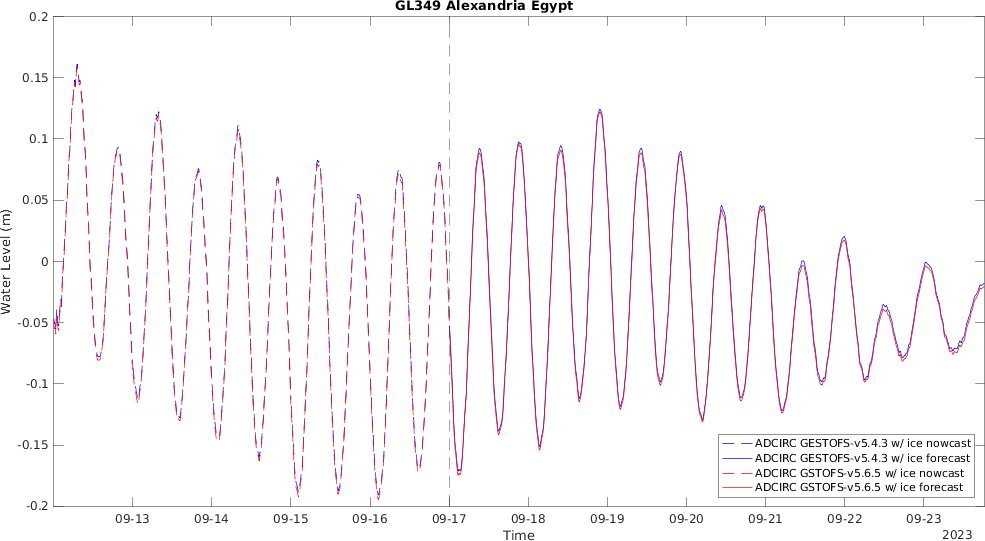 GL349 Alexandria Egypt
Water Level (m)
0.2
0.15
0.1
0.05
0
-0.05
-0.1
-0.15
-0.2
ADCIRC GESTOFS-v5.4.3 w/ ice nowcast
ADCIRC GESTOFS-v5.4.3 w/ ice forecast
ADCIRC GSTOFS-v5.6.5 w/ ice nowcast
ADCIRC GSTOFS-v5.6.5 w/ ice forecast
09-13 09-14 09-15 09-16 09-17 09-18 09-19 09-20 09-21 09-22 09-23
Time
2023